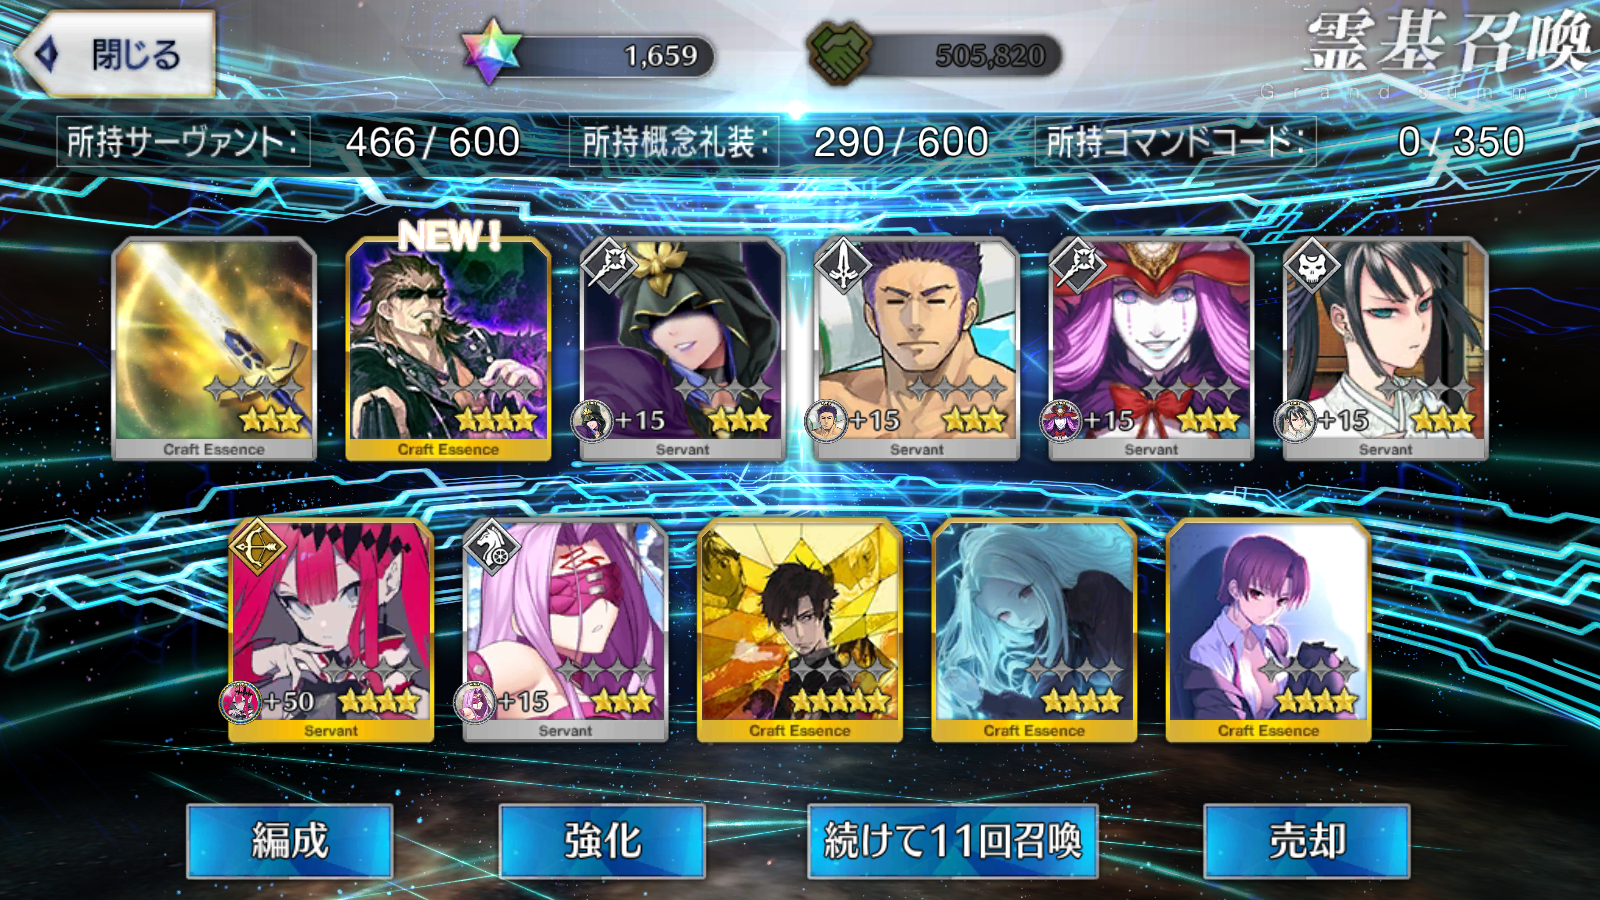 閉じる
1,659
505,820
霊基召喚
Grand summon
所持サーヴァント:
466/600
所持概念礼装:
290/600
所持コマンドコード:
0/350
NEW!
Craft Essence
Craft Essence
+15
Servant
+15
Servant
+15
Servant
+15
Servant
+50
Servant
+15
Servant
Craft Essence
Craft Essence
Craft Essence
編成
強化
続けて11回召喚
売却